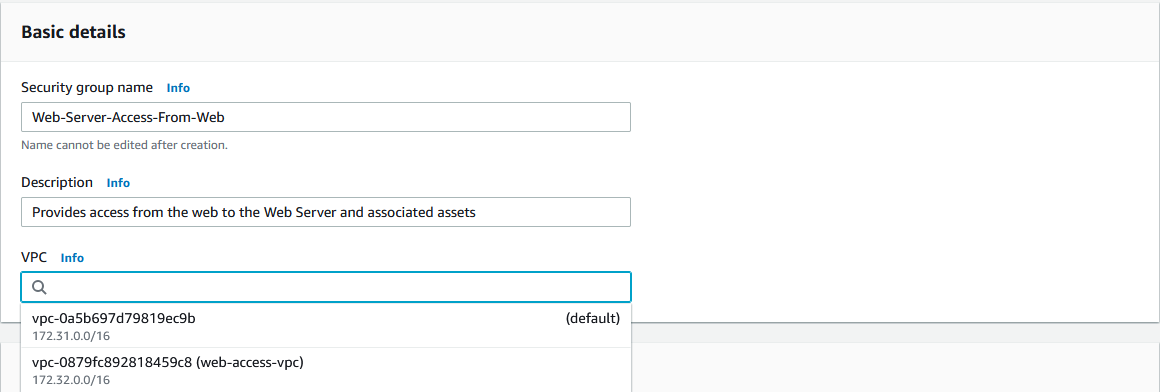 Basic details
Security group name Info
Web-Server-Access-From-Web
Name cannot be edited after creation.
Description Info
Provides access from the web to the Web Server and associated assets
VPC Info
vpc-0a5b697d79819ec9b (default)
172.31.0.0/16
vpc-0879fc892818459c8 (web-access-vpc)
172.32.0.0/16